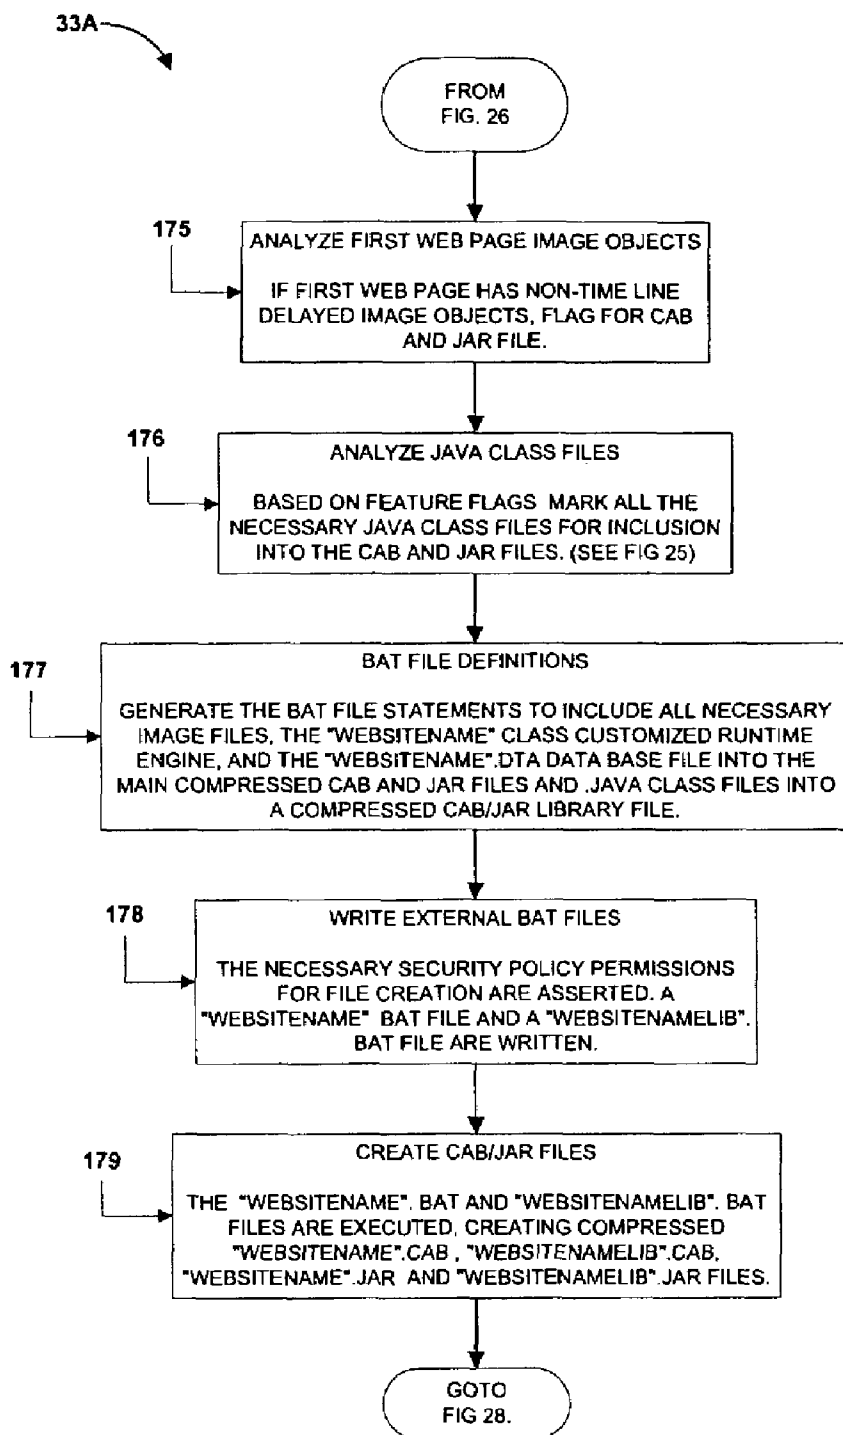 33A
FROM
FIG. 26
175
ANALYZE FIRST WEB PAGE IMAGE OBJECTS
IF FIRST WEB PAGE HAS NON-TIME LINE
DELAYED IMAGE OBJECTS, FLAG FOR CAB
AND JAR FILE.
176
ANALYZE JAVA CLASS FILES
BASED ON FEATURE FLAGS MARK ALL THE
NECESSARY JAVA CLASS FILES FOR INCLUSION
INTO THE CAB AND JAR FILES. (SEE FIG 25)
177
BAT FILE DEFINITIONS
GENERATE THE BAT FILE STATEMENTS TO INCLUDE ALL NECESSARY
IMAGE FILES, THE "WEBSITENAME" CLASS CUSTOMIZED RUNTIME
ENGINE, AND THE "WEBSITENAME".DTA DATA BASE FILE INTO THE
MAIN COMPRESSED CAB AND JAR FILES AND .JAVA CLASS FILES INTO
A COMPRESSED CAB/JAR LIBRARY FILE.
178
WRITE EXTERNAL BAT FILES
THE NECESSARY SECURITY POLICY PERMISSIONS
FOR FILE CREATION ARE ASSERTED. A
"WEBSITENAME" BAT FILE AND A "WEBSITENAMELIB".
BAT FILE ARE WRITTEN.
179
CREATE CAB/JAR FILES
THE "WEBSITENAME". BAT AND "WEBSITENAMELIB". BAT
FILES ARE EXECUTED, CREATING COMPRESSED
"WEBSITENAME".CAB , "WEBSITENAMELIB".CAB,
"WEBSITENAME".JAR AND "WEBSITENAMELIB".JAR FILES.
GOTO
FIG 28.